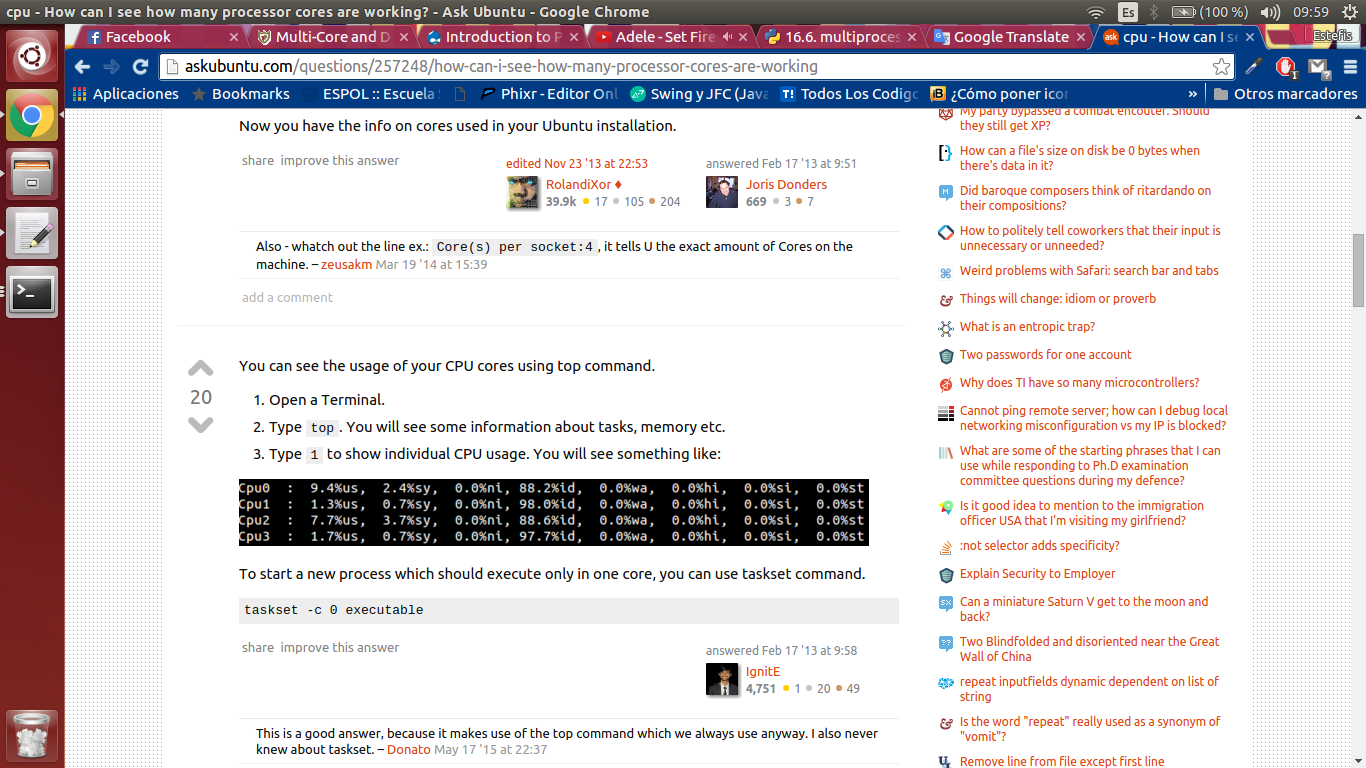 cpu - How can I see how many processor cores are working? - Ask Ubuntu - Google Chrome
Es
(100 %)
09:59
Facebook
Multi-Core and D
Introduction to P
Adele - Set Fire
16.6. multiproces
Google Translate
cpu - How can I se
Estefis
askubuntu.com/questions/257248/how-can-i-see-how-many-processor-cores-are-working
1
?
Aplicaciones
Bookmarks
ESPOL :: Escuela
Phixr - Editor Onl
Swing y JFC (Java
T!
Todos Los Codigo
iB
¿Cómo poner icon
»
Otros marcadores
Now you have the info on cores used in your Ubuntu installation.
share improve this answer
edited Nov 23 '13 at 22:53
RolandiXor ♦
39.9k ● 17 ● 105 ● 204
answered Feb 17 '13 at 9:51
Joris Donders
669 ● 3 ● 7
Also - whatch out the line ex.: Core(s) per socket:4 , it tells U the exact amount of Cores on the
machine. – zeusakm Mar 19 '14 at 15:39
add a comment
20
You can see the usage of your CPU cores using top command.
1. Open a Terminal.
2. Type top . You will see some information about tasks, memory etc.
3. Type 1 to show individual CPU usage. You will see something like:
Cpu0 : 9.4%us, 2.4%sy, 0.0%ni, 88.2%id, 0.0%wa, 0.0%hi, 0.0%si, 0.0%st
Cpu1 : 1.3%us, 0.7%sy, 0.0%ni, 98.0%id, 0.0%wa, 0.0%hi, 0.0%si, 0.0%st
Cpu2 : 7.7%us, 3.7%sy, 0.0%ni, 88.6%id, 0.0%wa, 0.0%hi, 0.0%si, 0.0%st
Cpu3 : 1.7%us, 0.7%sy, 0.0%ni, 97.7%id, 0.0%wa, 0.0%hi, 0.0%si, 0.0%st
To start a new process which should execute only in one core, you can use taskset command.
taskset -c 0 executable
share improve this answer
answered Feb 17 '13 at 9:58
IgnitE
4,751 ● 1 ● 20 ● 49
This is a good answer, because it makes use of the top command which we always use anyway. I also never
knew about taskset. – Donato May 17 '15 at 22:37
My party bypassed a combat encouter. Should
they still get XP?
How can a file's size on disk be 0 bytes when
there's data in it?
Did baroque composers think of ritardando on
their compositions?
How to politely tell coworkers that their input is
unnecessary or unneeded?
Weird problems with Safari: search bar and tabs
Things will change: idiom or proverb
What is an entropic trap?
Two passwords for one account
Why does TI have so many microcontrollers?
Cannot ping remote server; how can I debug local
networking misconfiguration vs my IP is blocked?
What are some of the starting phrases that I can
use while responding to Ph.D examination
committee questions during my defence?
Is it good idea to mention to the immigration
officer USA that I'm visiting my girlfriend?
:not selector adds specificity?
Explain Security to Employer
Can a miniature Saturn V get to the moon and
back?
Two Blindfolded and disoriented near the Great
Wall of China
repeat inputfields dynamic dependent on list of
string
Is the word "repeat" really used as a synonym of
"vomit"?
Remove line from file except first line